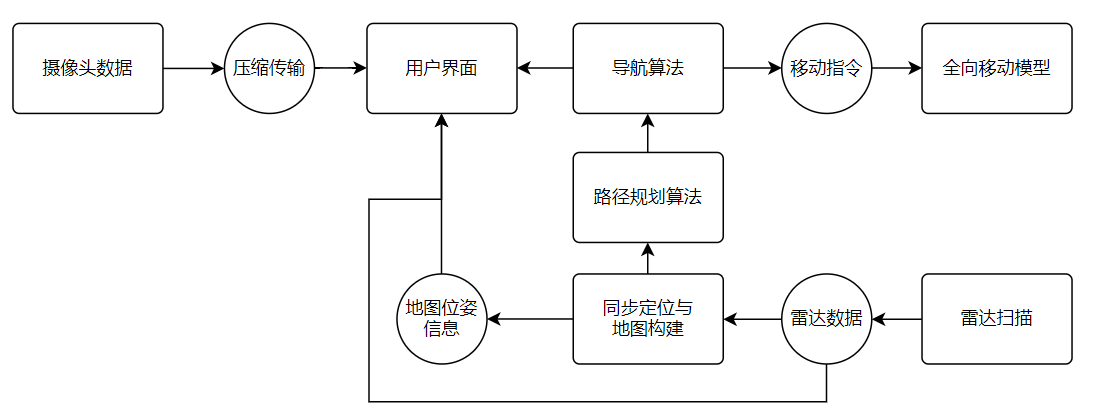 摄像头数据
压缩传输
用户界面
导航算法
移动指令
全向移动模型
路径规划算法
地图位姿
信息
同步定位与
地图构建
雷达数据
雷达扫描